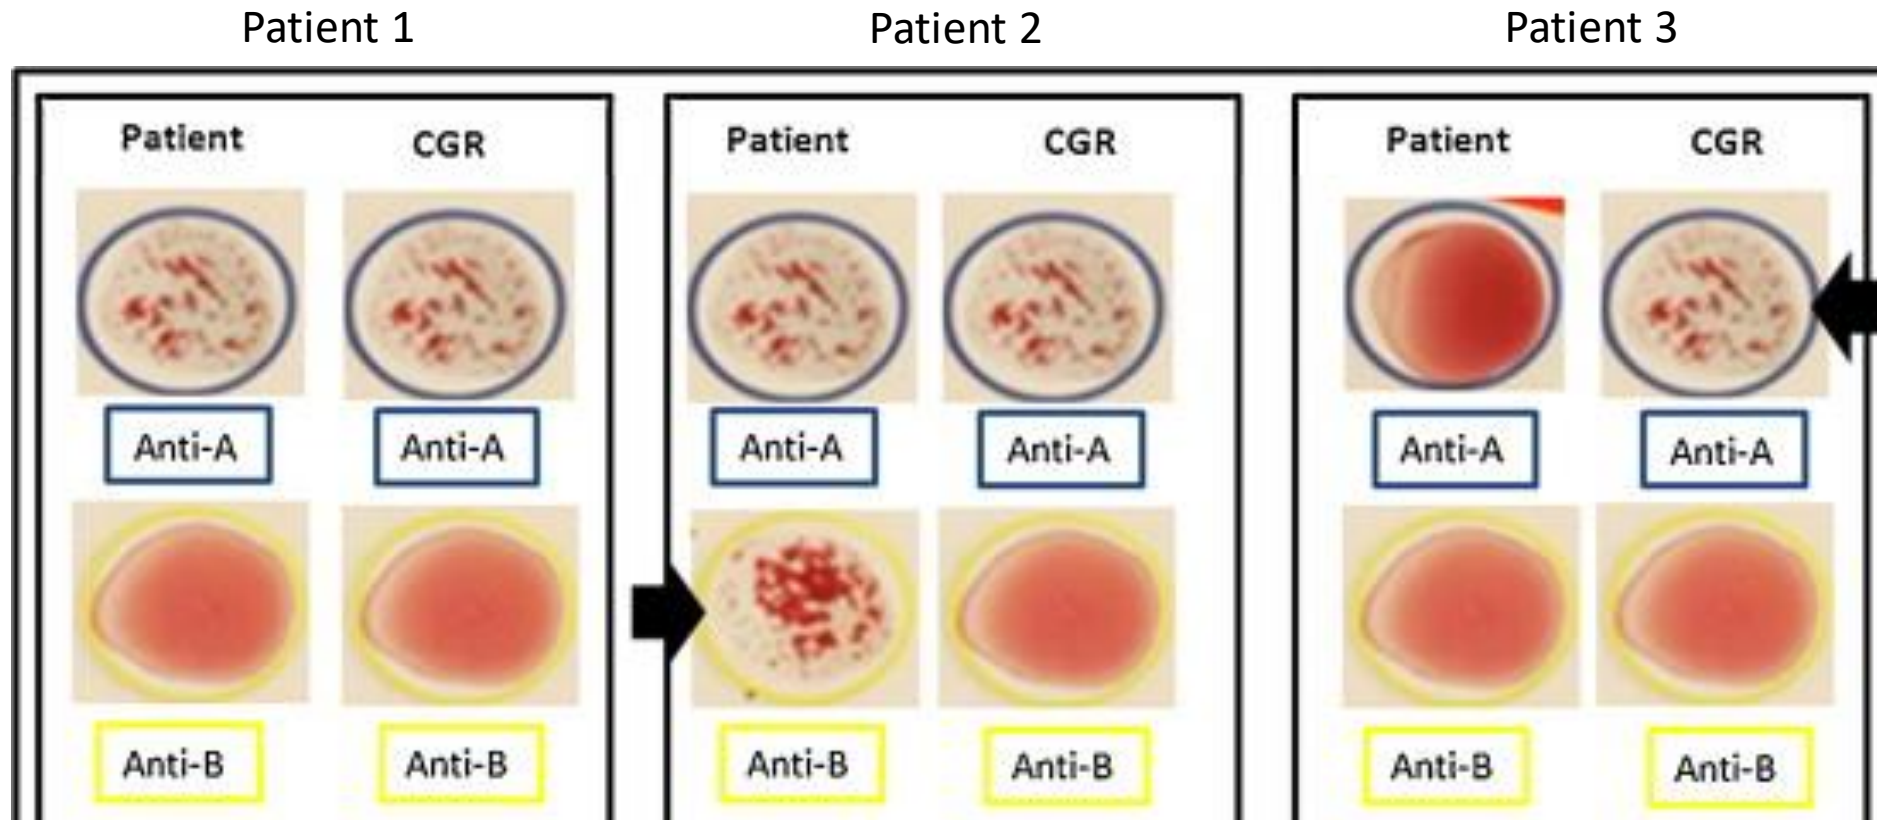 Patient 1 Patient 2 Patient 3
Patient CGR Patient CGR Patient CGR
Anti-A Anti-A Anti-A Anti-A Anti-A Anti-A
Anti-B Anti-B Anti-B Anti-B Anti-B Anti-B